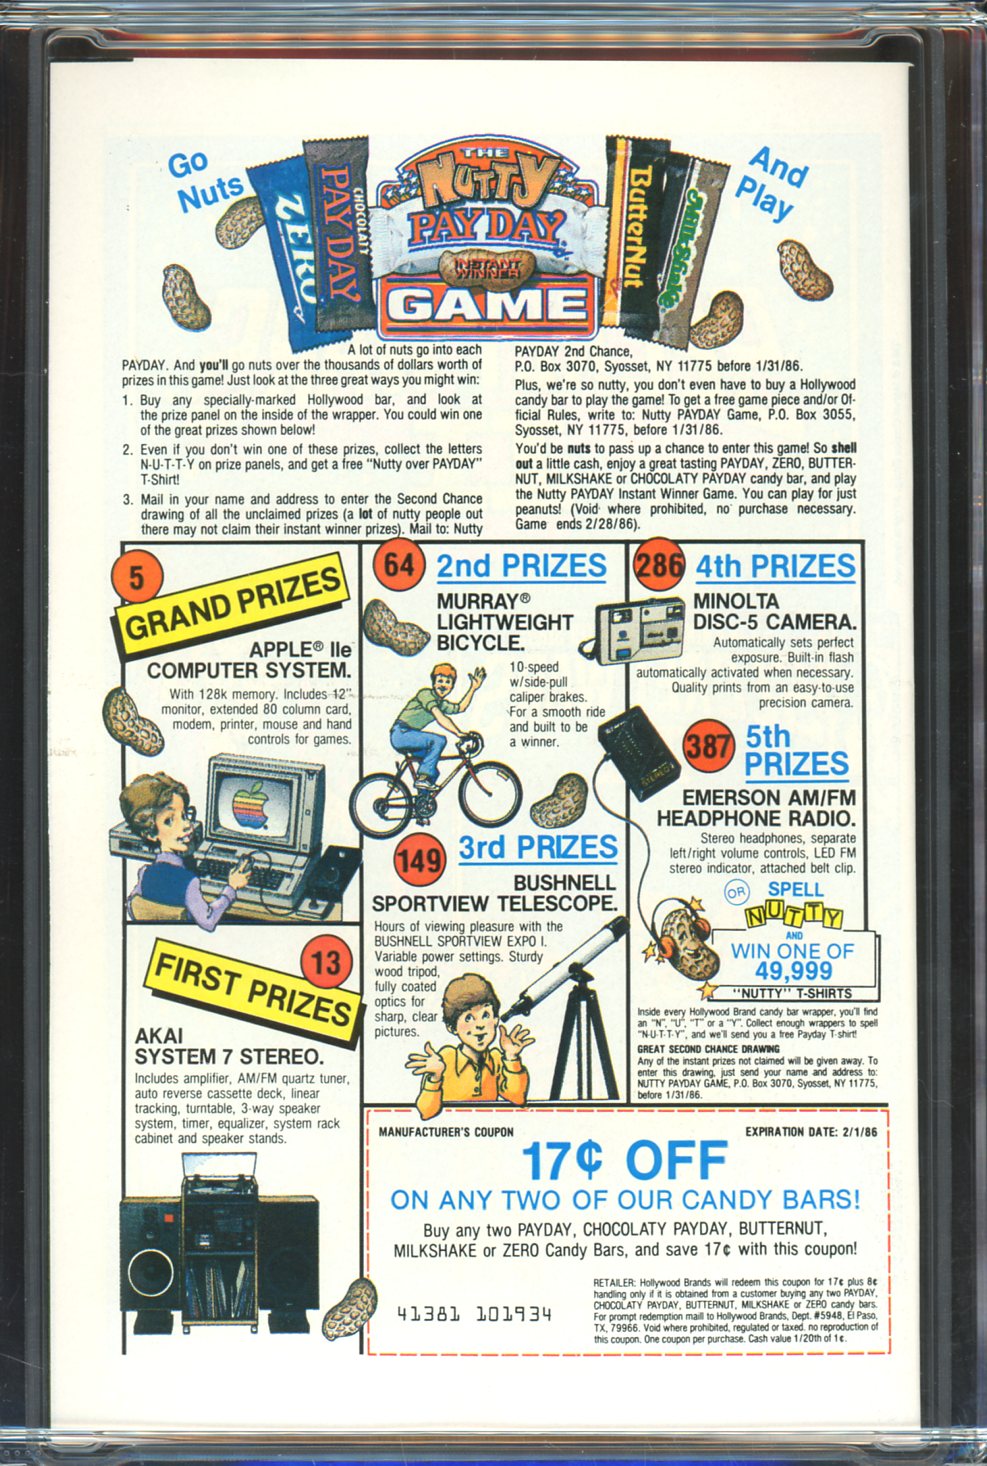 Go
Nuts
ZERO
CHOCOLATY
PAY DAY
THE
NUTTY
PAY DAY
INSTANT
WINNER
GAME
ButterNut
Milk-Shake
And
Play
A lot of nuts go into each
PAYDAY. And you'll go nuts over the thousands of dollars worth of
prizes in this game! Just look at the three great ways you might win:
1. Buy any specially-marked Hollywood bar, and look at
the prize panel on the inside of the wrapper. You could win one
of the great prizes shown below!
2. Even if you don't win one of these prizes, collect the letters
N-U-T-T-Y on prize panels, and get a free "Nutty over PAYDAY"
T-Shirt!
3. Mail in your name and address to enter the Second Chance
drawing of all the unclaimed prizes (a lot of nutty people out
there may not claim their instant winner prizes). Mail to: Nutty
PAYDAY 2nd Chance,
P.O. Box 3070, Syosset, NY 11775 before 1/31/86.
Plus, we're so nutty, you don't even have to buy a Hollywood
candy bar to play the game! To get a free game piece and/or Of-
ficial Rules, write to: Nutty PAYDAY Game, P.O. Box 3055,
Syosset, NY 11775, before 1/31/86.
You'd be nuts to pass up a chance to enter this game! So shell
out a little cash, enjoy a great tasting PAYDAY, ZERO, BUTTER-
NUT, MILKSHAKE or CHOCOLATY PAYDAY candy bar, and play
the Nutty PAYDAY Instant Winner Game. You can play for just
peanuts! (Void where prohibited, no purchase necessary.
Game ends 2/28/86).
5
GRAND PRIZES
APPLE® IIe
COMPUTER SYSTEM.
With 128k memory. Includes 12"
monitor, extended 80 column card,
modem, printer, mouse and hand
controls for games.
13
FIRST PRIZES
AKAI
SYSTEM 7 STEREO.
Includes amplifier, AM/FM quartz tuner,
auto reverse cassette deck, linear
tracking, turntable, 3-way speaker
system, timer, equalizer, system rack
cabinet and speaker stands.
64
2nd PRIZES
MURRAY®
LIGHTWEIGHT
BICYCLE.
10-speed
w/side-pull
caliper brakes.
For a smooth ride
and built to be
a winner.
149
3rd PRIZES
BUSHNELL
SPORTVIEW TELESCOPE.
Hours of viewing pleasure with the
BUSHNELL SPORTVIEW EXPO I.
Variable power settings. Sturdy
wood tripod,
fully coated
optics for
sharp, clear
pictures.
286
4th PRIZES
MINOLTA
DISC-5 CAMERA.
Automatically sets perfect
exposure. Built-in flash
automatically activated when necessary.
Quality prints from an easy-to-use
precision camera.
387
5th
PRIZES
EMERSON AM/FM
HEADPHONE RADIO.
Stereo headphones, separate
left/right volume controls, LED FM
stereo indicator, attached belt clip.
OR
SPELL
NUTTY
AND
WIN ONE OF
49,999
"NUTTY" T-SHIRTS
Inside every Hollywood Brand candy bar wrapper, you'll find
an "N", "U", "T" or a "Y". Collect enough wrappers to spell
"N-U-T-T-Y", and we'll send you a free Payday T-shirt!
GREAT SECOND CHANCE DRAWING
Any of the instant prizes not claimed will be given away. To
enter this drawing, just send your name and address to:
NUTTY PAYDAY GAME, P.O. Box 3070, Syosset, NY 11775,
before 1/31/86.
MANUFACTURER'S COUPON
EXPIRATION DATE: 2/1/86
17¢ OFF
ON ANY TWO OF OUR CANDY BARS!
Buy any two PAYDAY, CHOCOLATY PAYDAY, BUTTERNUT,
MILKSHAKE or ZERO Candy Bars, and save 17¢ with this coupon!
41381 101934
RETAILER: Hollywood Brands will redeem this coupon for 17¢ plus 8¢
handling only if it is obtained from a customer buying any two PAYDAY,
CHOCOLATY PAYDAY, BUTTERNUT, MILKSHAKE or ZERO candy bars.
For prompt redemption mail to Hollywood Brands, Dept. #5948, El Paso,
TX, 79966. Void where prohibited, regulated or taxed. no reproduction of
this coupon. One coupon per purchase. Cash value 1/20th of 1¢.